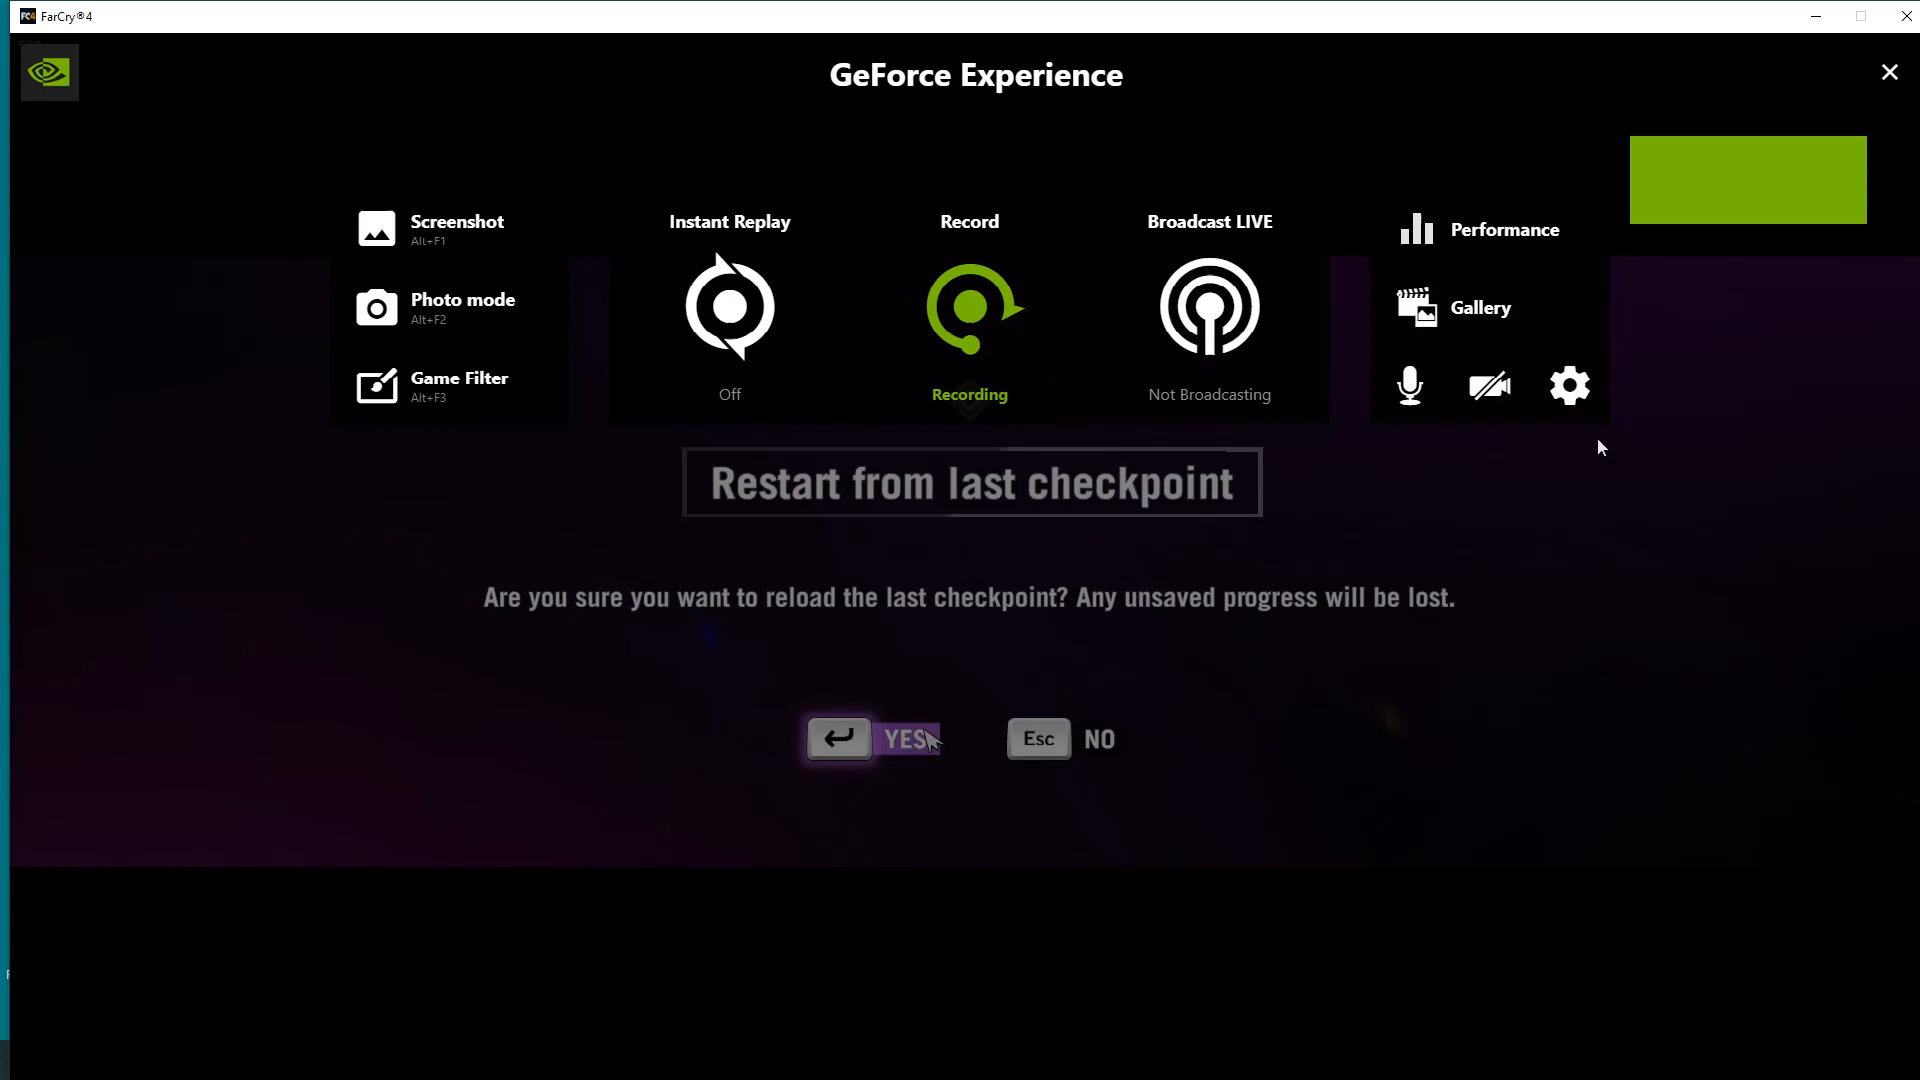 FarCry®4
GeForce Experience
Screenshot
Alt+F1
Instant Replay
Record
Broadcast LIVE
Performance
Photo mode
Alt+F2
Gallery
Game Filter
Alt+F3
Off
Recording
Not Broadcasting
Restart from last checkpoint
Are you sure you want to reload the last checkpoint? Any unsaved progress will be lost.
YES
Esc NO